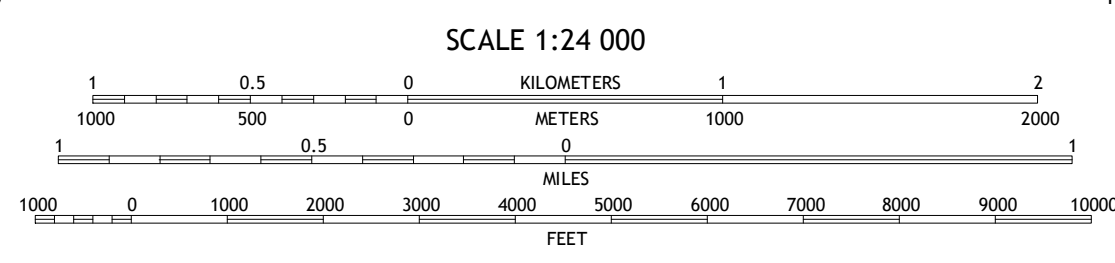 SCALE 1:24 000
1 0.5 0 KILOMETERS 1 2
1000 500 0 METERS 1000 2000
1 0.5 0 1
MILES
1000 0 1000 2000 3000 4000 5000 6000 7000 8000 9000 10000
FEET